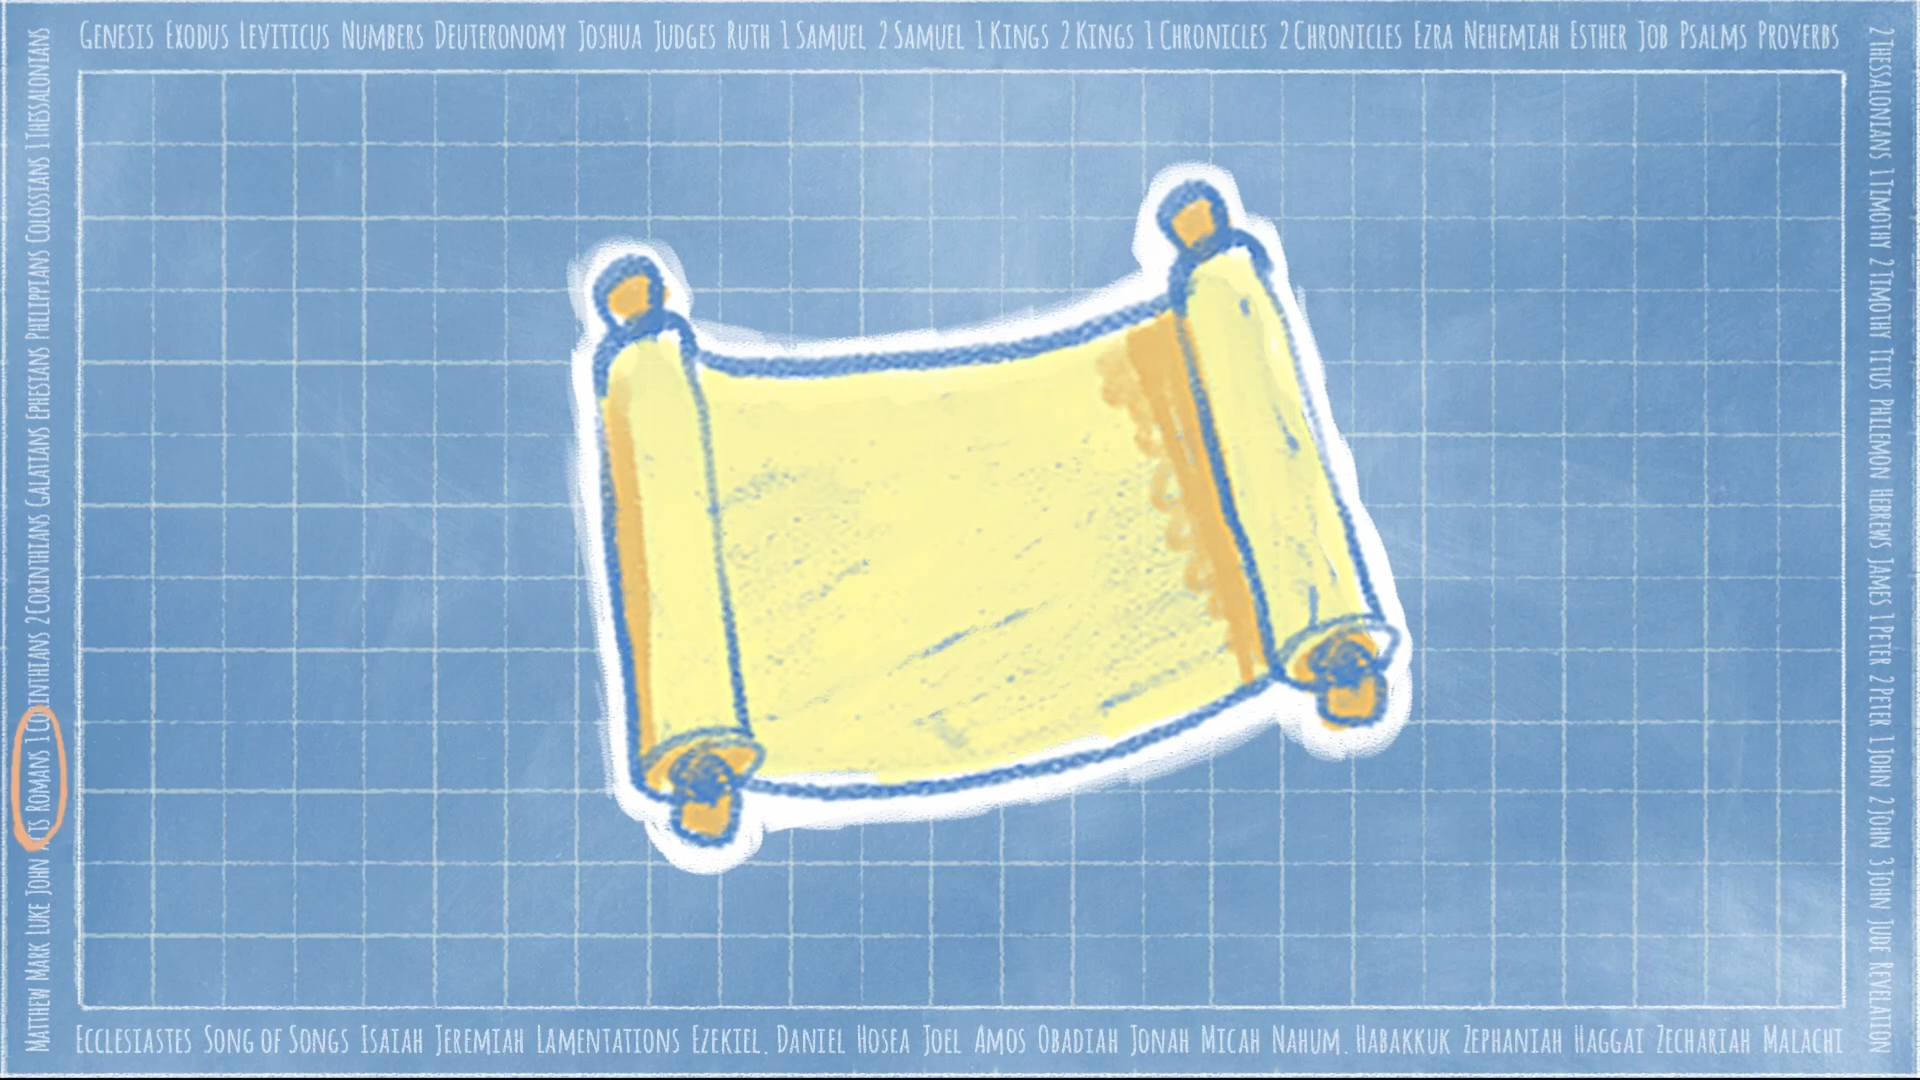 Genesis Exodus Leviticus Numbers Deuteronomy Joshua Judges Ruth 1 Samuel 2 Samuel 1 Kings 2 Kings 1 Chronicles 2 Chronicles Ezra Nehemiah Esther Job Psalms Proverbs
Ecclesiastes Song of Songs Isaiah Jeremiah Lamentations Ezekiel. Daniel Hosea Joel Amos Obadiah Jonah Micah Nahum. Habakkuk Zephaniah Haggai Zechariah Malachi
Matthew Mark Luke John Acts Romans 1 Corinthians 2 Corinthians Galatians Ephesians Philippians Colossians 1 Thessalonians
2 Thessalonians 1 Timothy 2 Timothy Titus Philemon Hebrews James 1 Peter 2 Peter 1 John 2 John 3 John Jude Revelation